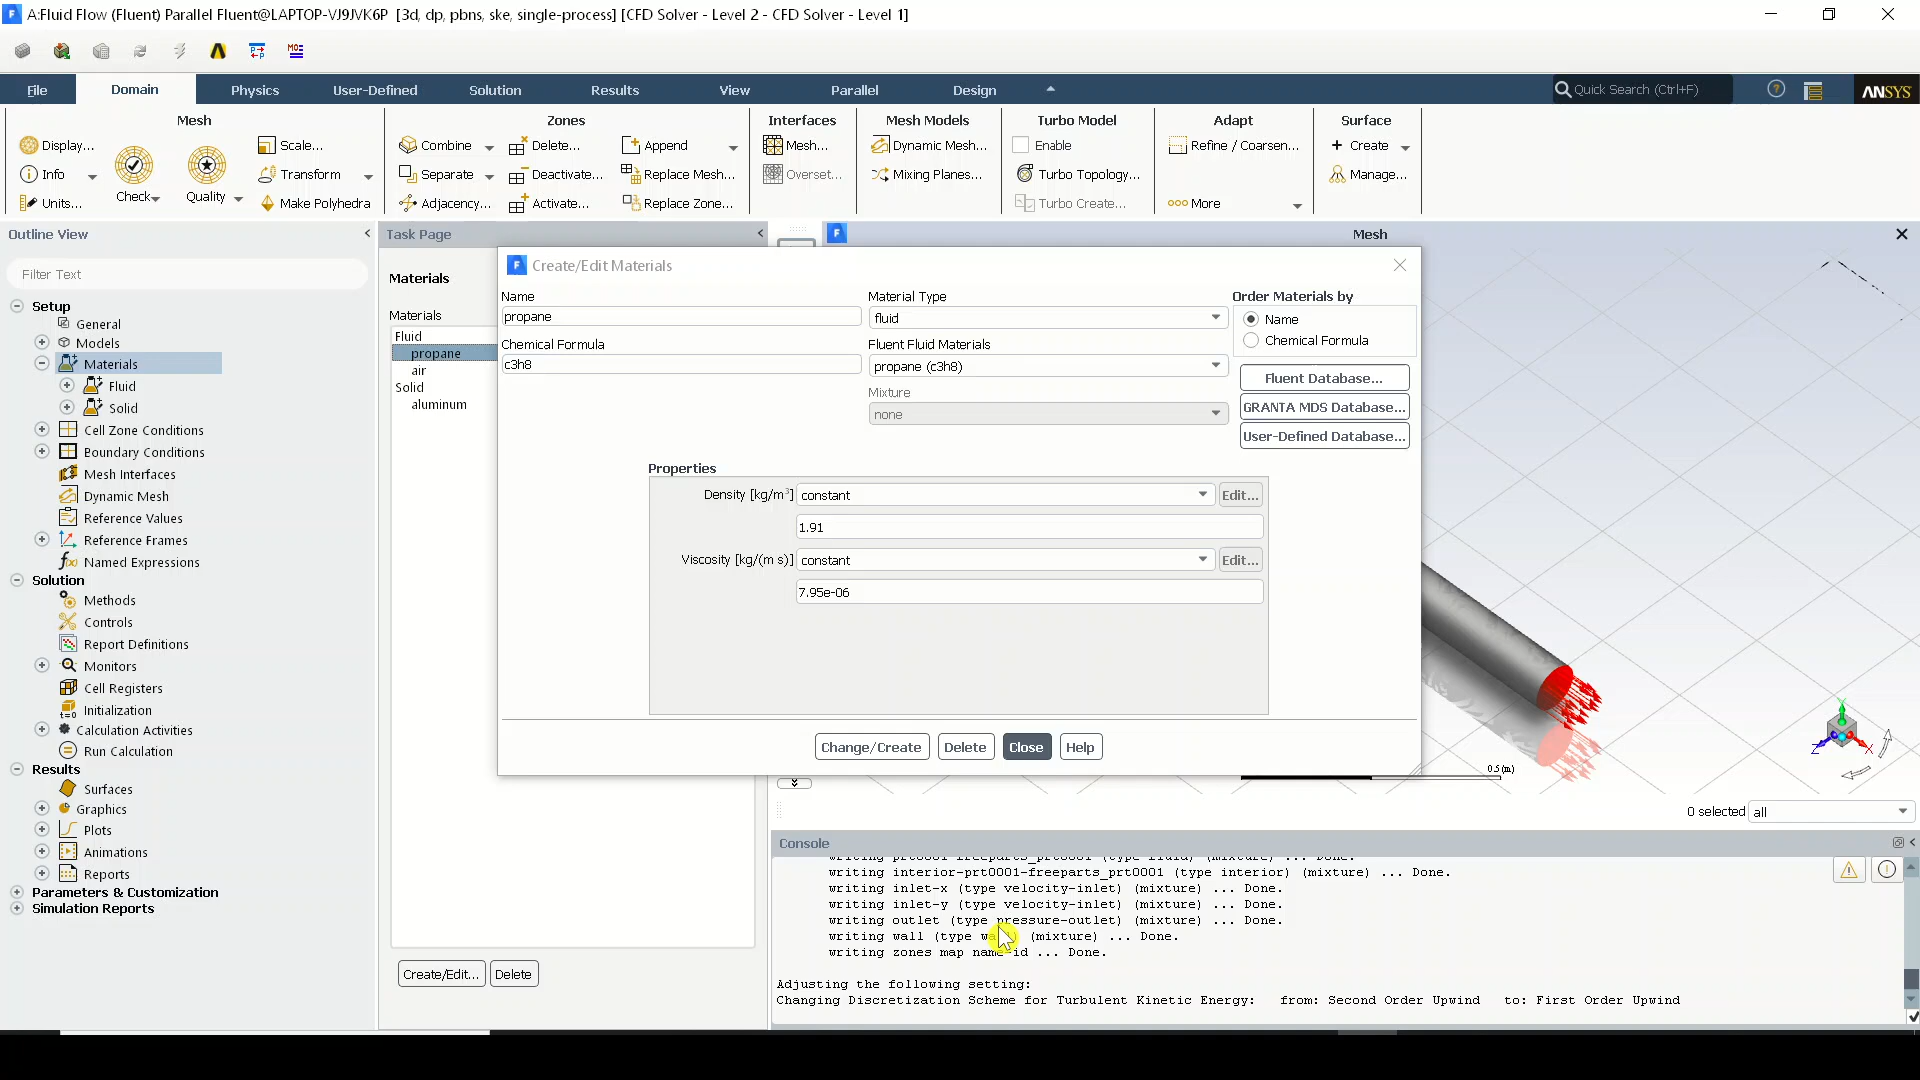 A:Fluid Flow (Fluent) Parallel Fluent@LAPTOP-VJ9JVK6P [3d, dp, pbns, ske, single-process] [CFD Solver - Level 2 - CFD Solver - Level 1]
File
Domain
Physics
User-Defined
Solution
Results
View
Parallel
Design
Quick Search (Ctrl+F)
ANSYS
Mesh
Zones
Interfaces
Mesh Models
Turbo Model
Adapt
Surface
Display...
Scale...
Combine
Delete...
Append
Mesh...
Dynamic Mesh...
Enable
Refine / Coarsen...
Create
Info
Check
Quality
Transform
Separate
Deactivate...
Replace Mesh...
Overset...
Mixing Planes...
Turbo Topology...
Manage...
Units...
Make Polyhedra
Adjacency...
Activate...
Replace Zone...
Turbo Create...
More
Outline View
Filter Text
Setup
General
Models
Materials
Fluid
Solid
Cell Zone Conditions
Boundary Conditions
Mesh Interfaces
Dynamic Mesh
Reference Values
Reference Frames
Named Expressions
Solution
Methods
Controls
Report Definitions
Monitors
Cell Registers
Initialization
Calculation Activities
Run Calculation
Results
Surfaces
Graphics
Plots
Animations
Reports
Parameters & Customization
Simulation Reports
Task Page
Materials
Materials
Fluid
propane
air
Solid
aluminum
Create/Edit...
Delete
Mesh
Create/Edit Materials
Name
propane
Chemical Formula
c3h8
Material Type
fluid
Fluent Fluid Materials
propane (c3h8)
Mixture
none
Order Materials by
Name
Chemical Formula
Fluent Database...
GRANTA MDS Database...
User-Defined Database...
Properties
Density [kg/m³] constant Edit...
1.91
Viscosity [kg/(m s)] constant Edit...
7.95e-06
Change/Create
Delete
Close
Help
0.5 (m)
Y
Z
X
0 selected all
Console
writing prt0001-freeparts_prt0001 (type fluid) (mixture) ... Done.
writing interior-prt0001-freeparts_prt0001 (type interior) (mixture) ... Done.
writing inlet-x (type velocity-inlet) (mixture) ... Done.
writing inlet-y (type velocity-inlet) (mixture) ... Done.
writing outlet (type pressure-outlet) (mixture) ... Done.
writing wall (type wall) (mixture) ... Done.
writing zones map name-id ... Done.
Adjusting the following setting:
Changing Discretization Scheme for Turbulent Kinetic Energy: from: Second Order Upwind to: First Order Upwind